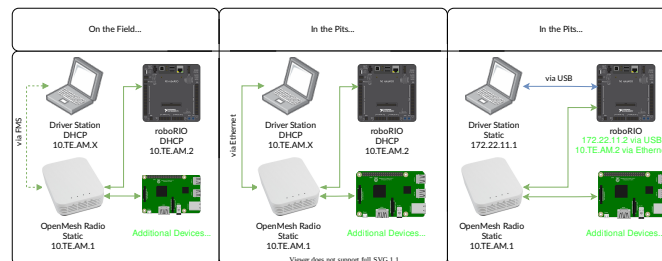 On the Field...
In the Pits...
In the Pits...
via FMS
Driver Station
DHCP
10.TE.AM.X
roboRIO
DHCP
10.TE.AM.2
OpenMesh Radio
Static
10.TE.AM.1
Additional Devices...
via Ethernet
Driver Station
DHCP
10.TE.AM.X
roboRIO
DHCP
10.TE.AM.2
OpenMesh Radio
Static
10.TE.AM.1
Additional Devices...
via USB
Driver Station
Static
172.22.11.1
roboRIO
172.22.11.2 via USB
10.TE.AM.2 via Ethern
OpenMesh Radio
Static
10.TE.AM.1
Additional Devices...
Viewer does not support full SVG 1.1